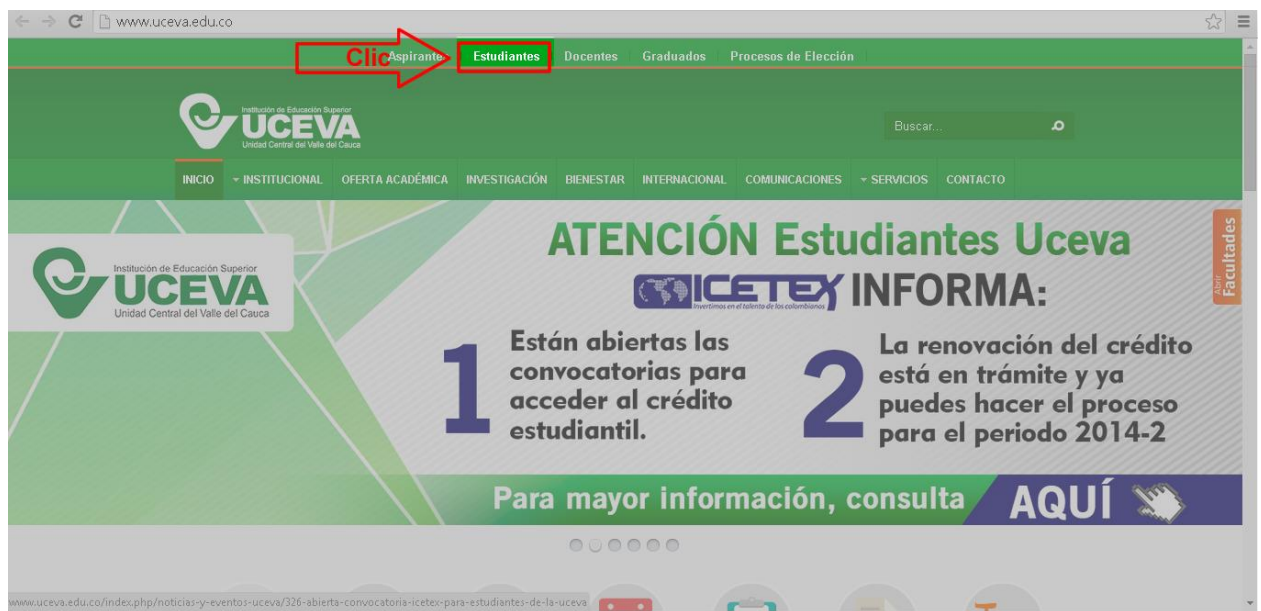 www.uceva.edu.co
Clic
Aspirante Estudiantes Docentes Graduados Procesos de Elección
Institución de Educación Superior
UCEVA
Unidad Central del Valle del Cauca
Buscar...
INICIO INSTITUCIONAL OFERTA ACADÉMICA INVESTIGACIÓN BIENESTAR INTERNACIONAL COMUNICACIONES SERVICIOS CONTACTO
Institución de Educación Superior
UCEVA
Unidad Central del Valle del Cauca
ATENCIÓN Estudiantes Uceva
ICETEX INFORMA:
Invertimos en el talento de los colombianos
1 Están abiertas las
convocatorias para
acceder al crédito
estudiantil.
2 La renovación del crédito
está en trámite y ya
puedes hacer el proceso
para el periodo 2014-2
Para mayor información, consulta AQUÍ
Abrir
Facultades
www.uceva.edu.co/index.php/noticias-y-eventos-uceva/326-abierta-convocatoria-icetex-para-estudiantes-de-la-uceva